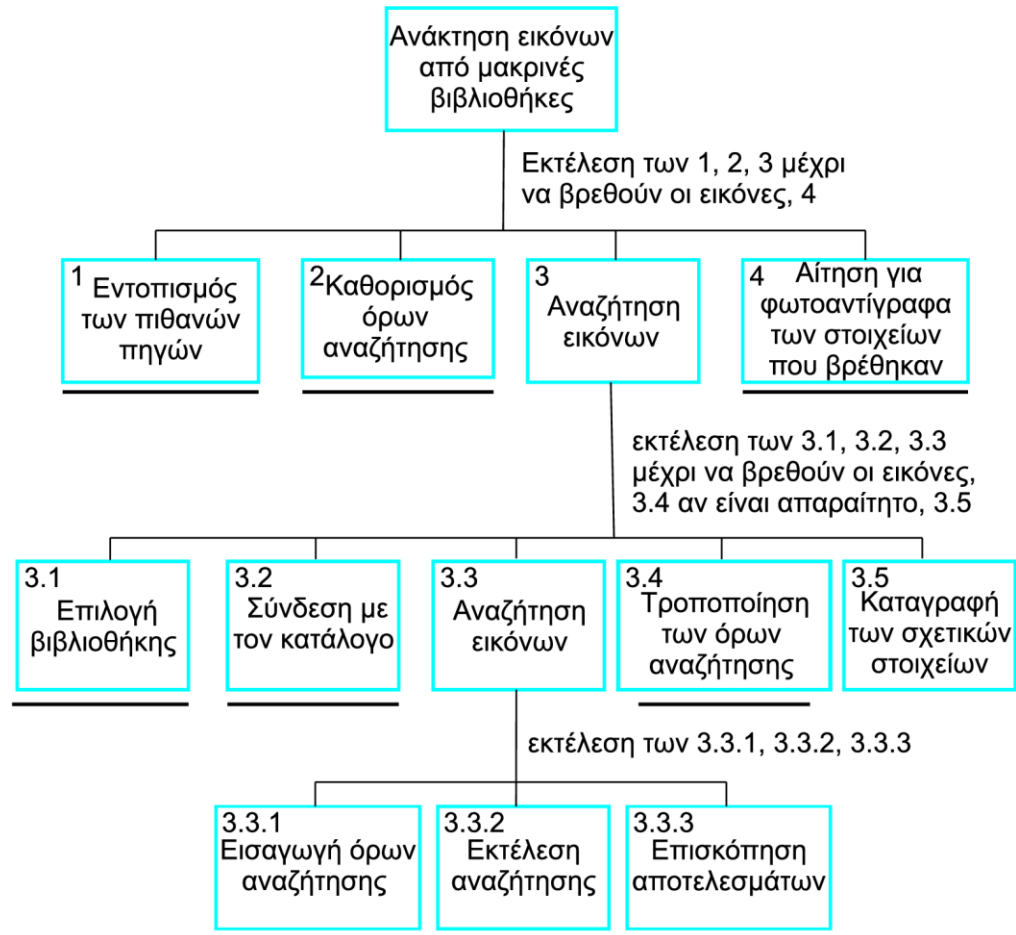 Ανάκτηση εικόνων
από μακρινές
βιβλιοθήκες
Εκτέλεση των 1, 2, 3 μέχρι
να βρεθούν οι εικόνες, 4
1
Εντοπισμός
των πιθανών
πηγών
2
Καθορισμός
όρων
αναζήτησης
3
Αναζήτηση
εικόνων
4
Αίτηση για
φωτοαντίγραφα
των στοιχείων
που βρέθηκαν
εκτέλεση των 3.1, 3.2, 3.3
μέχρι να βρεθούν οι εικόνες,
3.4 αν είναι απαραίτητο, 3.5
3.1
Επιλογή
βιβλιοθήκης
3.2
Σύνδεση με
τον κατάλογο
3.3
Αναζήτηση
εικόνων
3.4
Τροποποίηση
των όρων
αναζήτησης
3.5
Καταγραφή
των σχετικών
στοιχείων
εκτέλεση των 3.3.1, 3.3.2, 3.3.3
3.3.1
Εισαγωγή όρων
αναζήτησης
3.3.2
Εκτέλεση
αναζήτησης
3.3.3
Επισκόπηση
αποτελεσμάτων